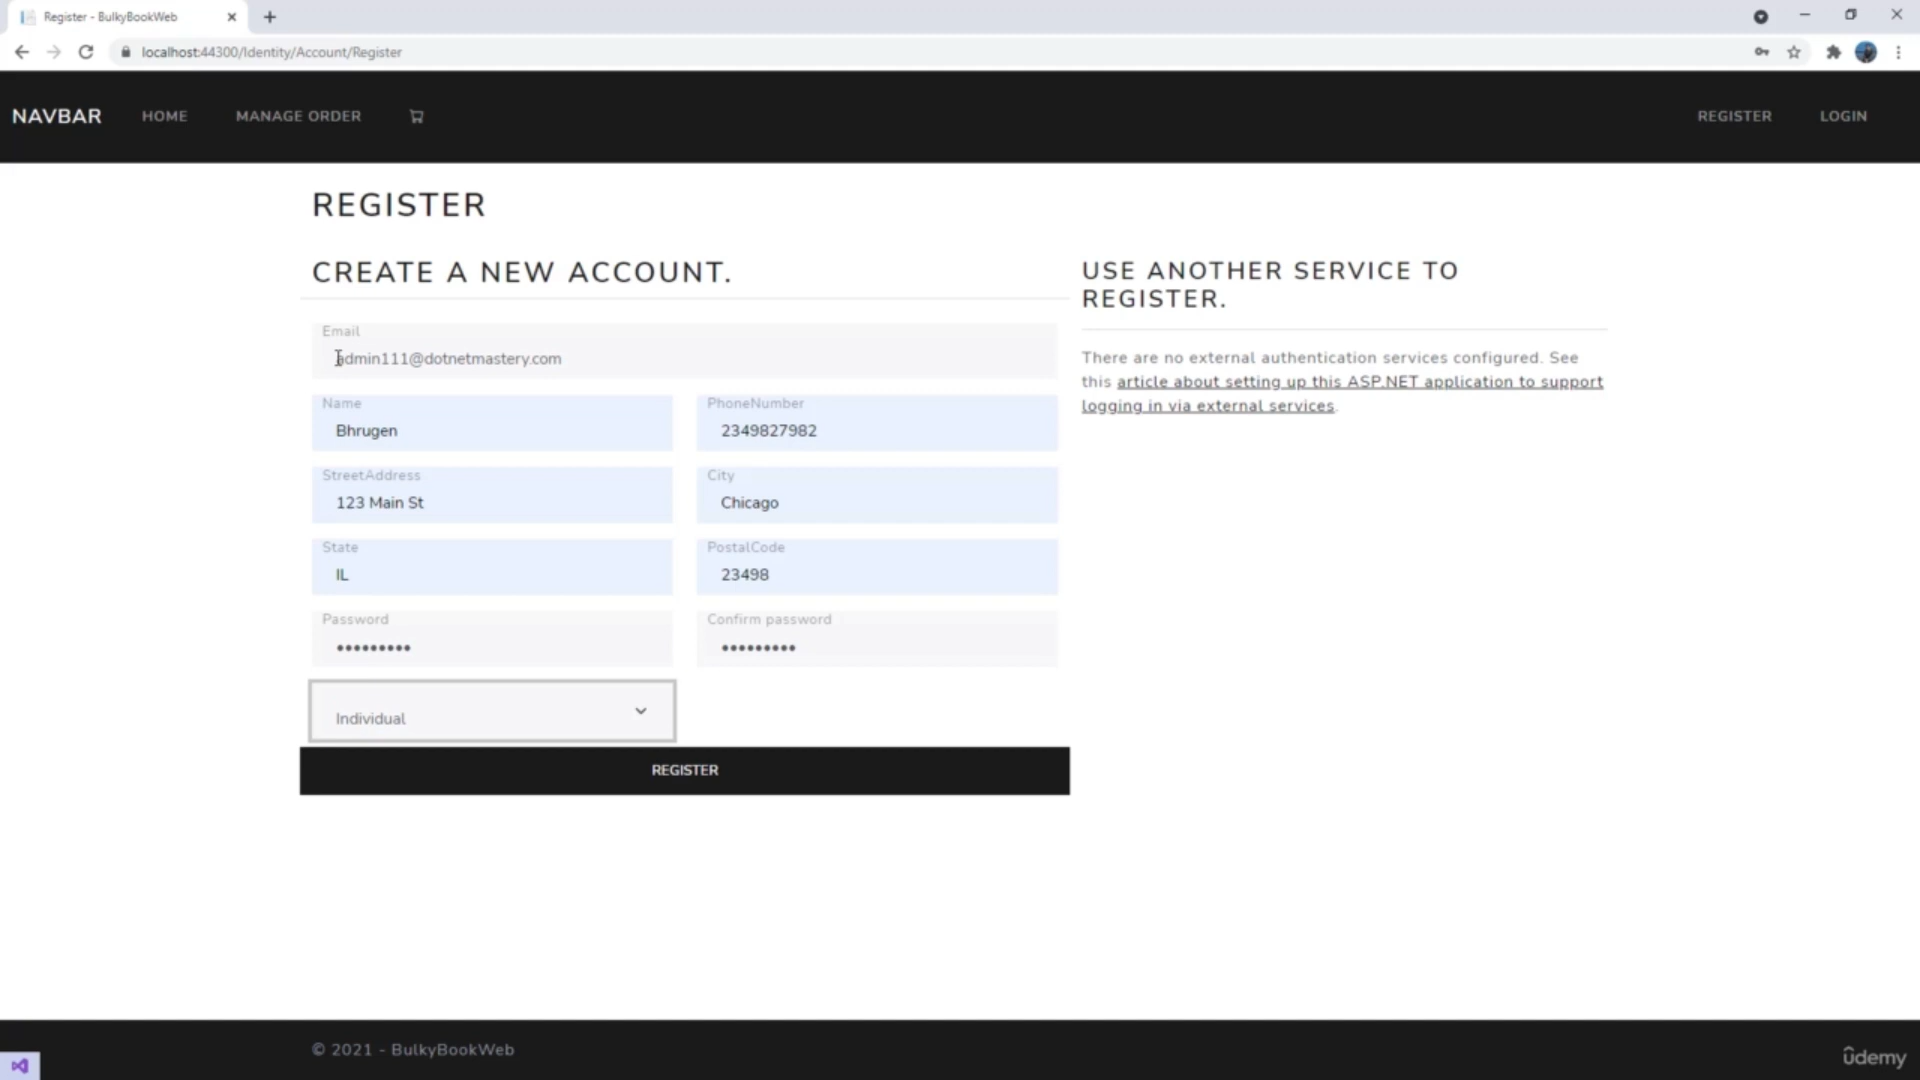 Register - BulkyBookWeb
localhost:44300/Identity/Account/Register
NAVBAR HOME MANAGE ORDER REGISTER LOGIN
REGISTER
CREATE A NEW ACCOUNT.
Email
admin111@dotnetmastery.com
Name
Bhrugen
PhoneNumber
2349827982
StreetAddress
123 Main St
City
Chicago
State
IL
PostalCode
23498
Password
•••••••••
Confirm password
•••••••••
Individual
REGISTER
USE ANOTHER SERVICE TO
REGISTER.
There are no external authentication services configured. See
this article about setting up this ASP.NET application to support
logging in via external services.
© 2021 - BulkyBookWeb
ûdemy